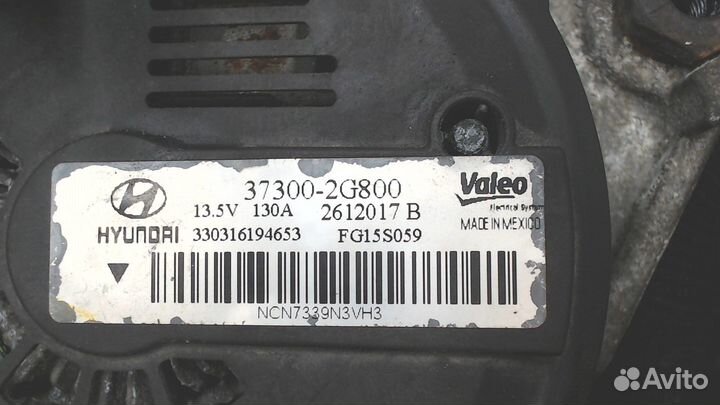 37300-2G800
13.5V 130A 2612017 B
HYUNDAI 330316194653 FG15S059
Valeo
Electrical Systems
MADE IN MEXICO
NCN7339N3VH3
Avito